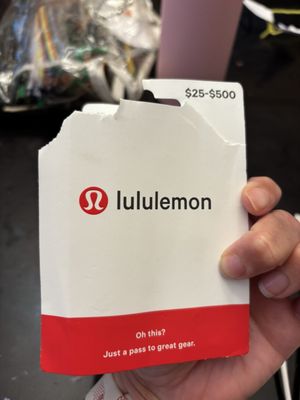 $25-$500
lululemon
Oh this?
Just a pass to great gear.